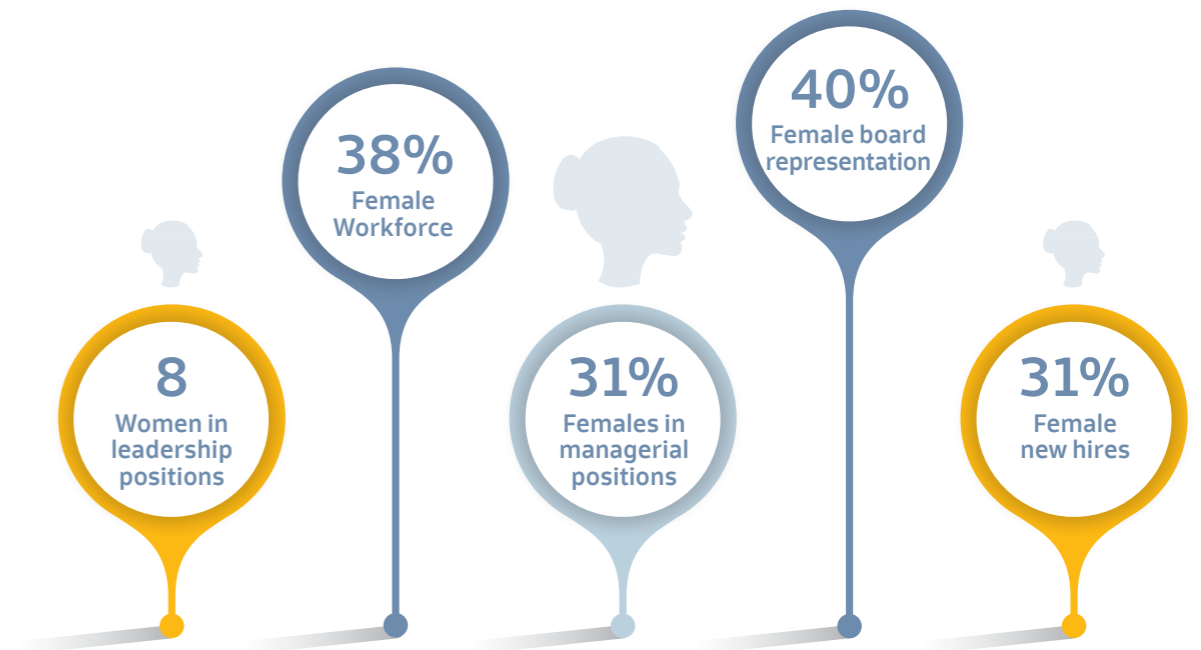 8
Women in
leadership
positions
38%
Female
Workforce
31%
Females in
managerial
positions
40%
Female board
representation
31%
Female
new hires